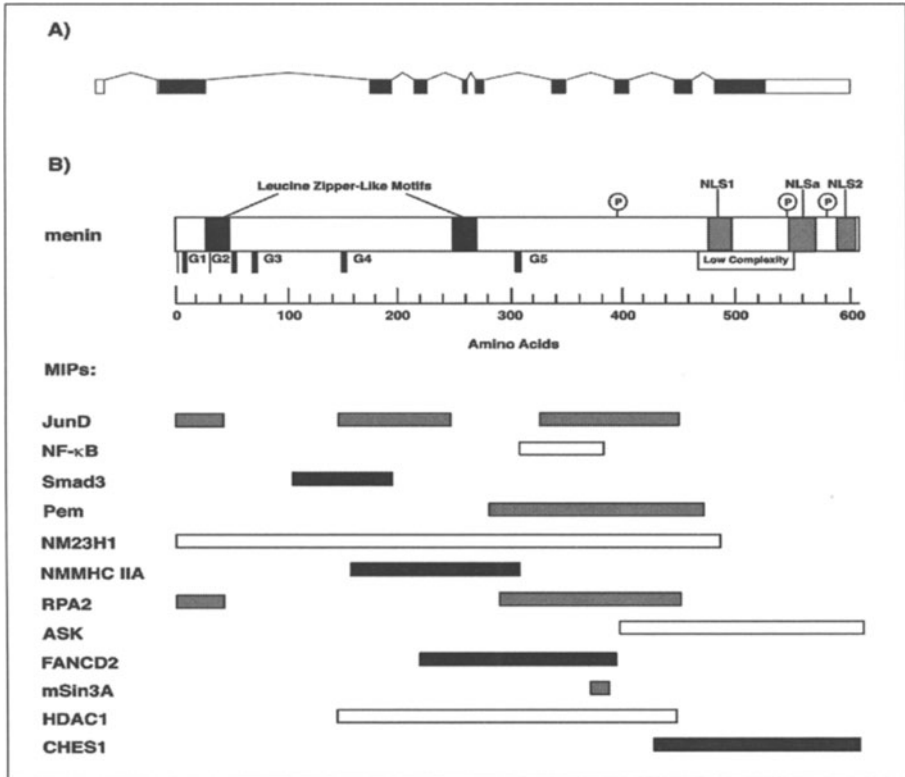 A)
B)
Leucine Zipper-Like Motifs
P
NLS1
P
NLSa
P
NLS2
menin
G1
G2
G3
G4
G5
Low Complexity
0 100 200 300 400 500 600
Amino Acids
MIPs:
JunD
NF-κB
Smad3
Pem
NM23H1
NMMHC IIA
RPA2
ASK
FANCD2
mSin3A
HDAC1
CHES1